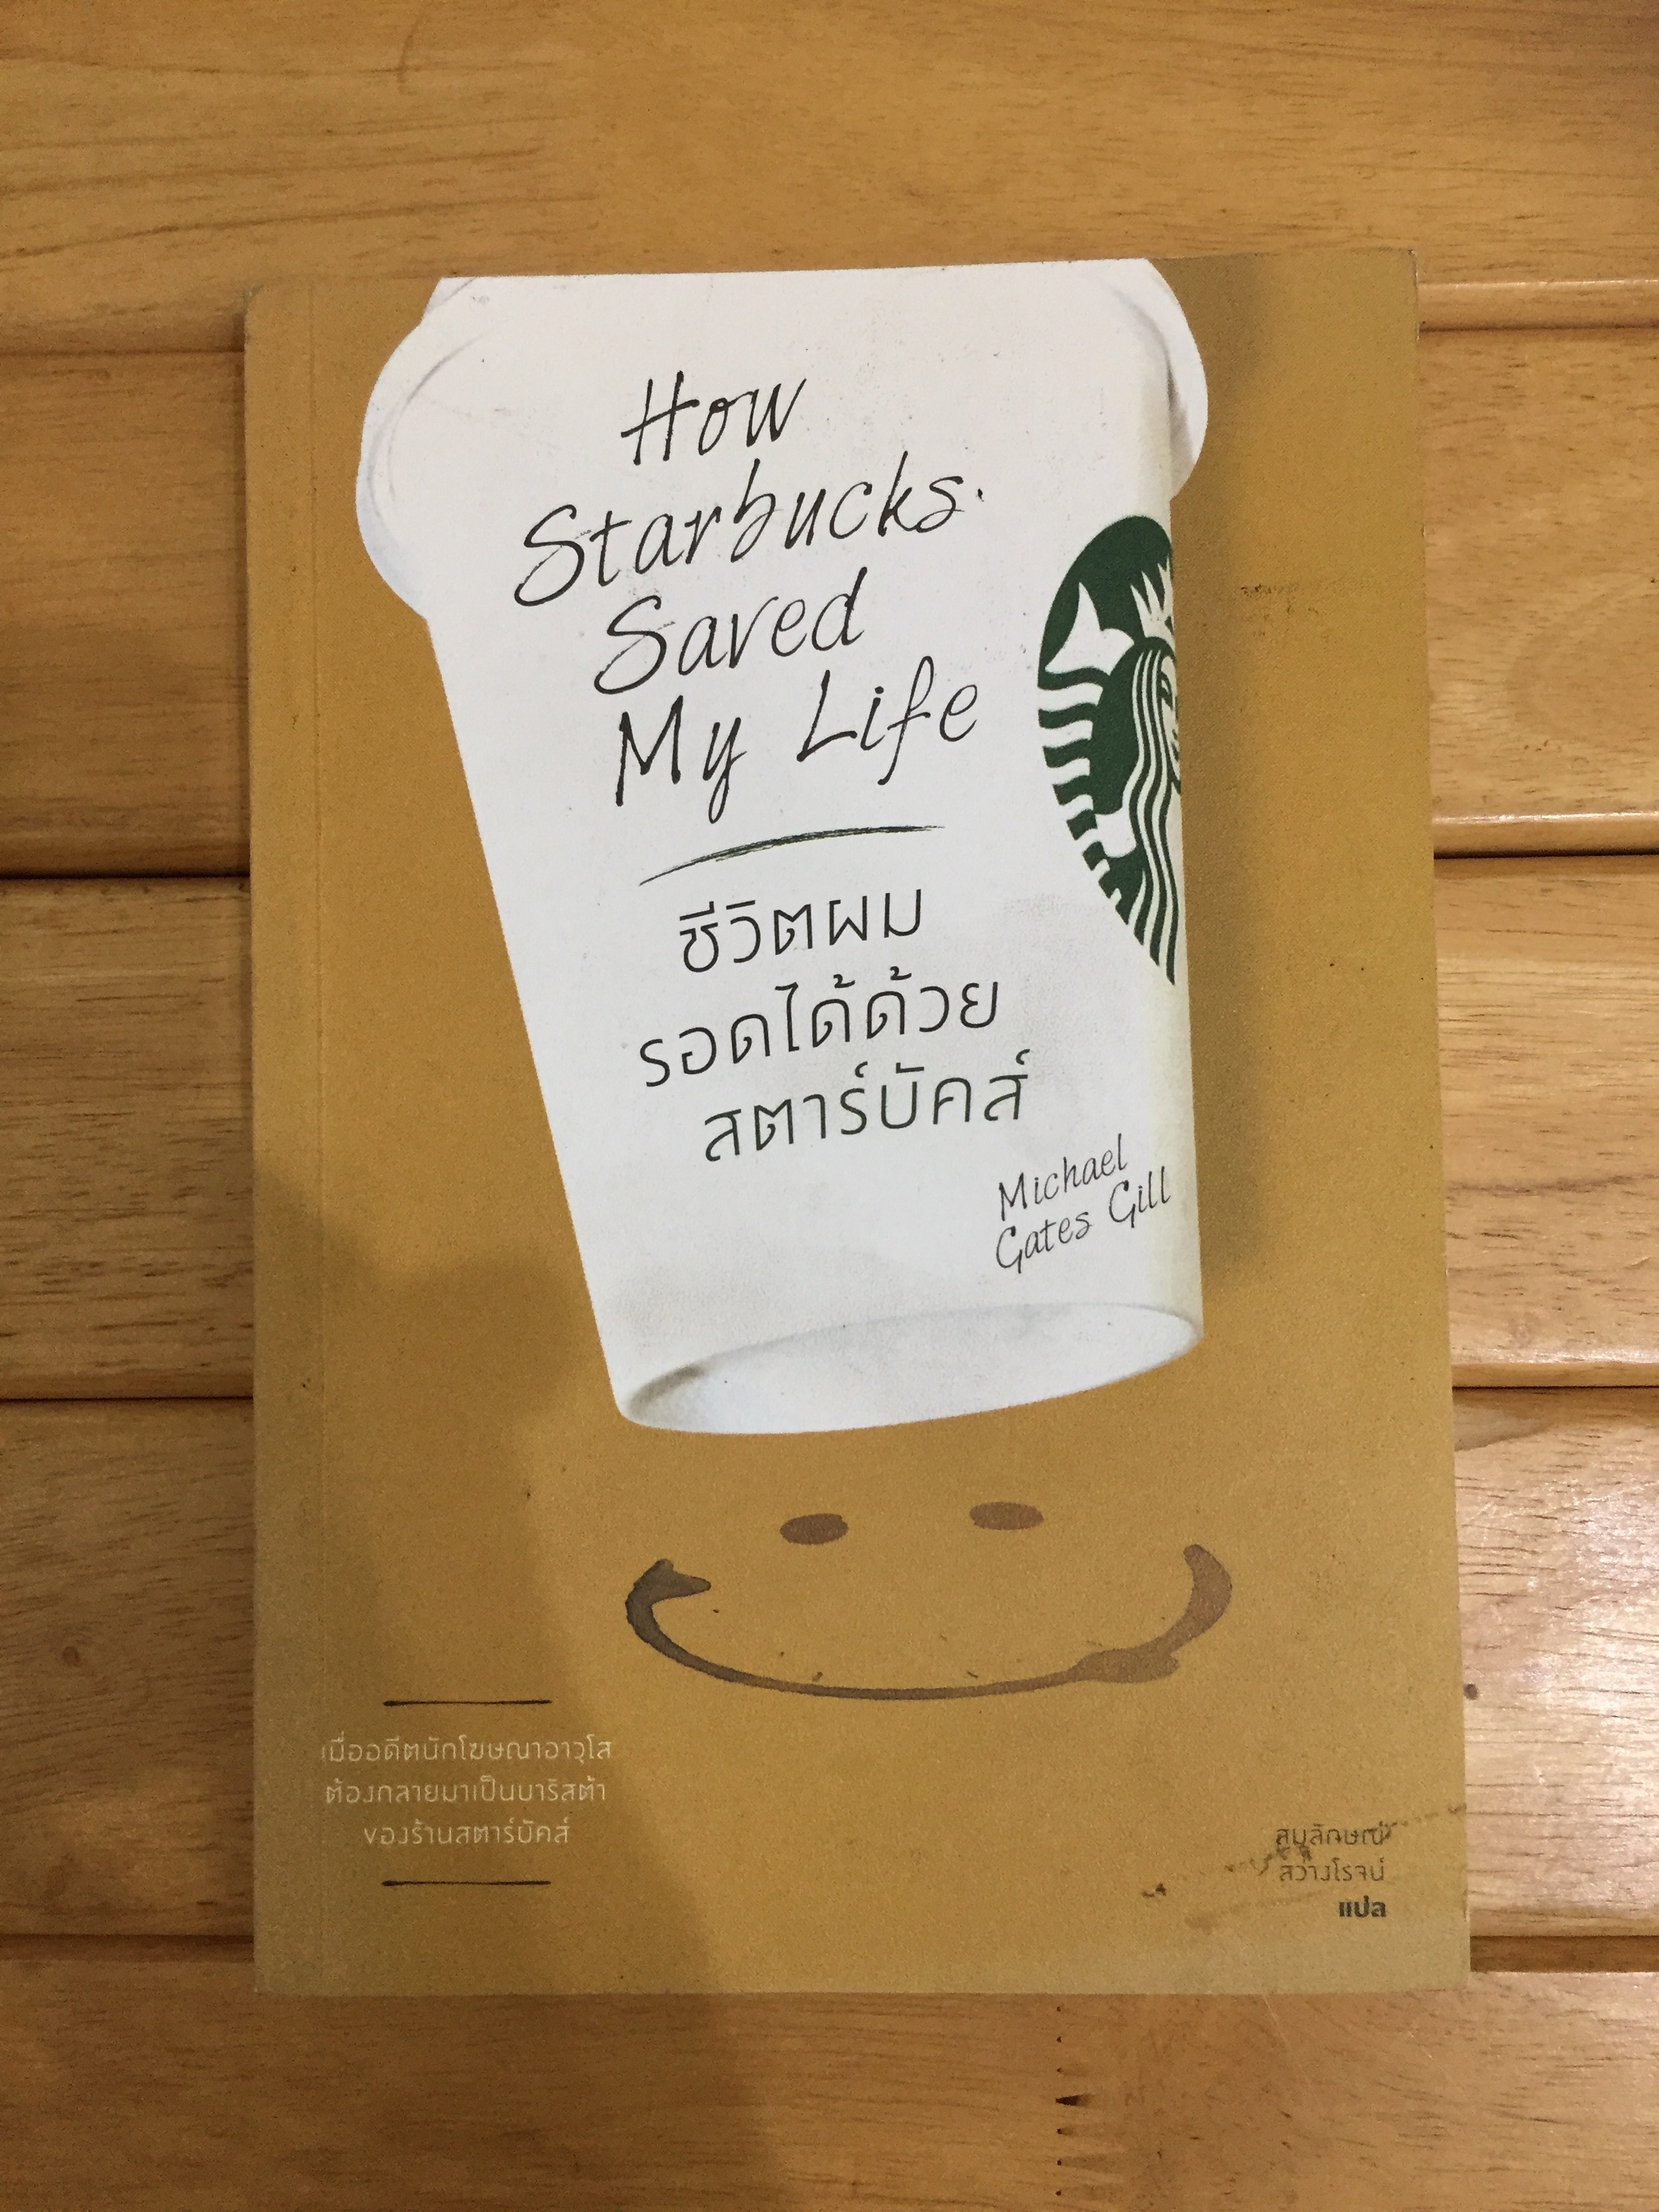 How
Starbucks
Saved
My Life
ชีวิตผม
รอดได้ด้วย
สตาร์บัคส์
Michael
Gates Gill
เมื่ออดีตนักโฆษณาอาวุโส
ต้องกลายมาเป็นบาริสต้า
ของร้านสตาร์บัคส์
สมลักษณ์
สว่างโรจน์
แปล